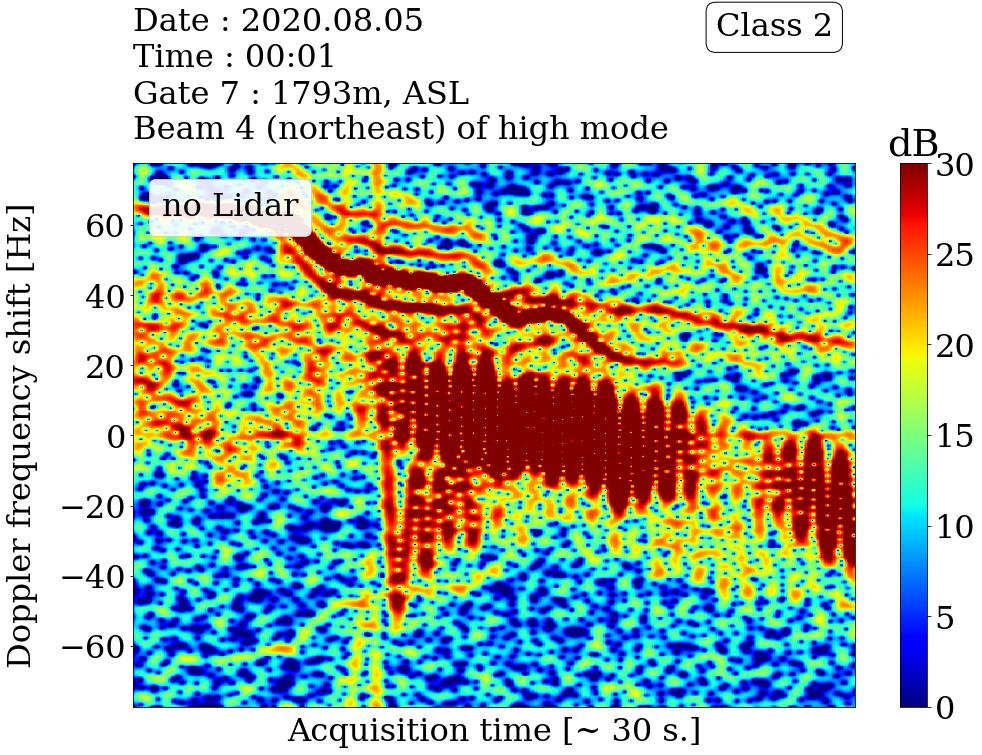 Date : 2020.08.05
Time : 00:01
Gate 7 : 1793m, ASL
Beam 4 (northeast) of high mode
Class 2
dB
no Lidar
Doppler frequency shift [Hz]
60
40
20
0
−20
−40
−60
Acquisition time [~ 30 s.]
30
25
20
15
10
5
0